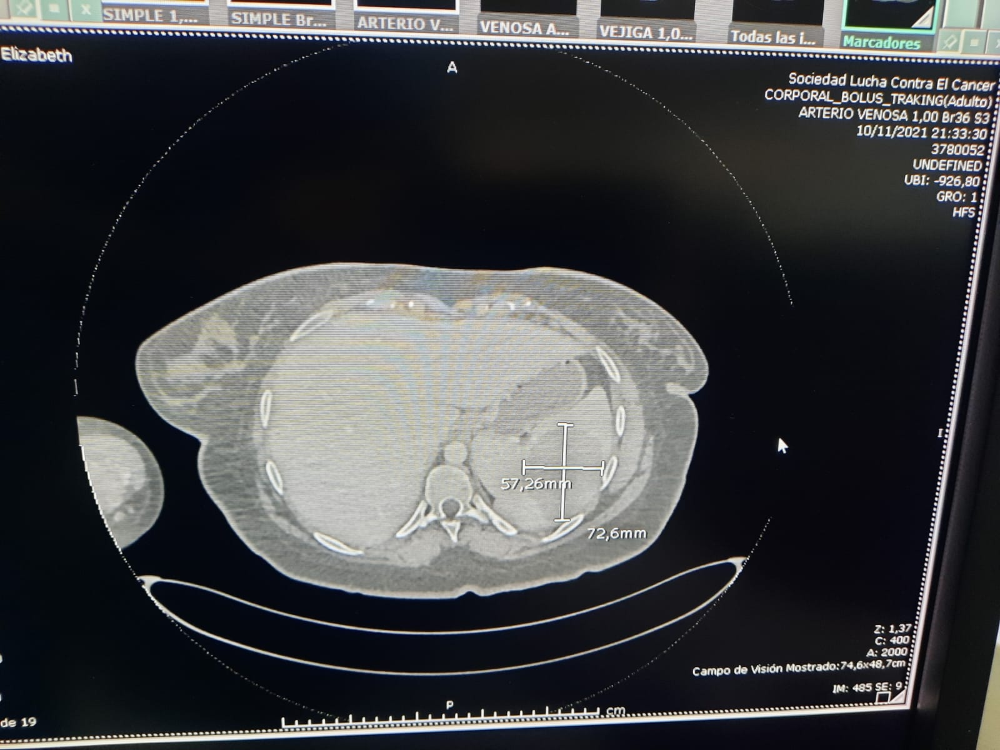 SIMPLE 1,...
SIMPLE Br...
ARTERIO V...
VENOSA A...
VEJIGA 1,0...
Todas las i...
Marcadores
Elizabeth
A
Sociedad Lucha Contra El Cancer
CORPORAL_BOLUS_TRAKING(Adulto)
ARTERIO VENOSA 1,00 Br36 S3
10/11/2021 21:33:30
3780052
UNDEFINED
UBI: -926,80
GRO: 1
HFS
I
57,26mm
72,6mm
Z: 1,37
C: 400
A: 2000
Campo de Visión Mostrado:74,6x48,7cm
IM: 485 SE: 9
P
cm
de 19